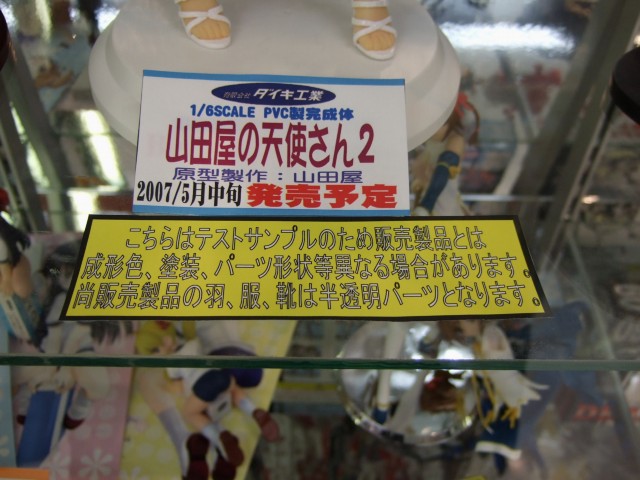 有限会社 ダイキ工業
1/6SCALE PVC製完成体
山田屋の天使さん2
原型製作：山田屋
2007/5月中旬 発売予定
こちらはテストサンプルのため販売製品とは
成形色、塗装、パーツ形状等異なる場合があります。
尚販売製品の羽、服、靴は半透明パーツとなります。